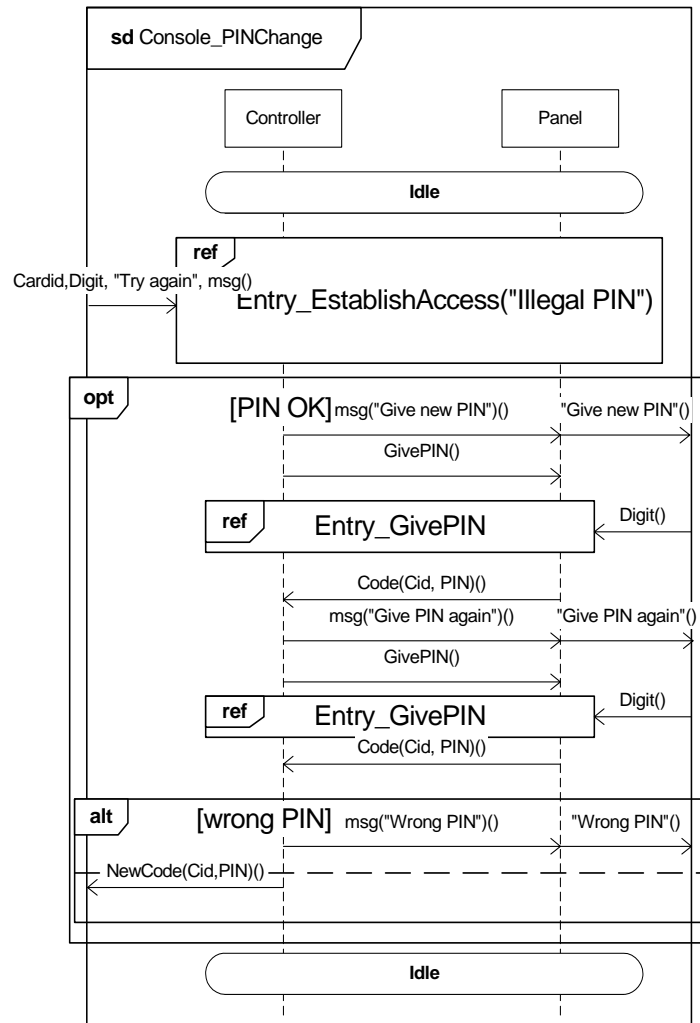 sd Console_PINChange
Controller
Panel
Idle
ref
Cardid,Digit, "Try again", msg()
Entry_EstablishAccess("Illegal PIN")
opt
[PIN OK]
msg("Give new PIN")()
"Give new PIN"()
GivePIN()
ref
Entry_GivePIN
Digit()
Code(Cid, PIN)()
msg("Give PIN again")()
"Give PIN again"()
GivePIN()
ref
Entry_GivePIN
Digit()
Code(Cid, PIN)()
alt
[wrong PIN]
msg("Wrong PIN")()
"Wrong PIN"()
NewCode(Cid,PIN)()
Idle